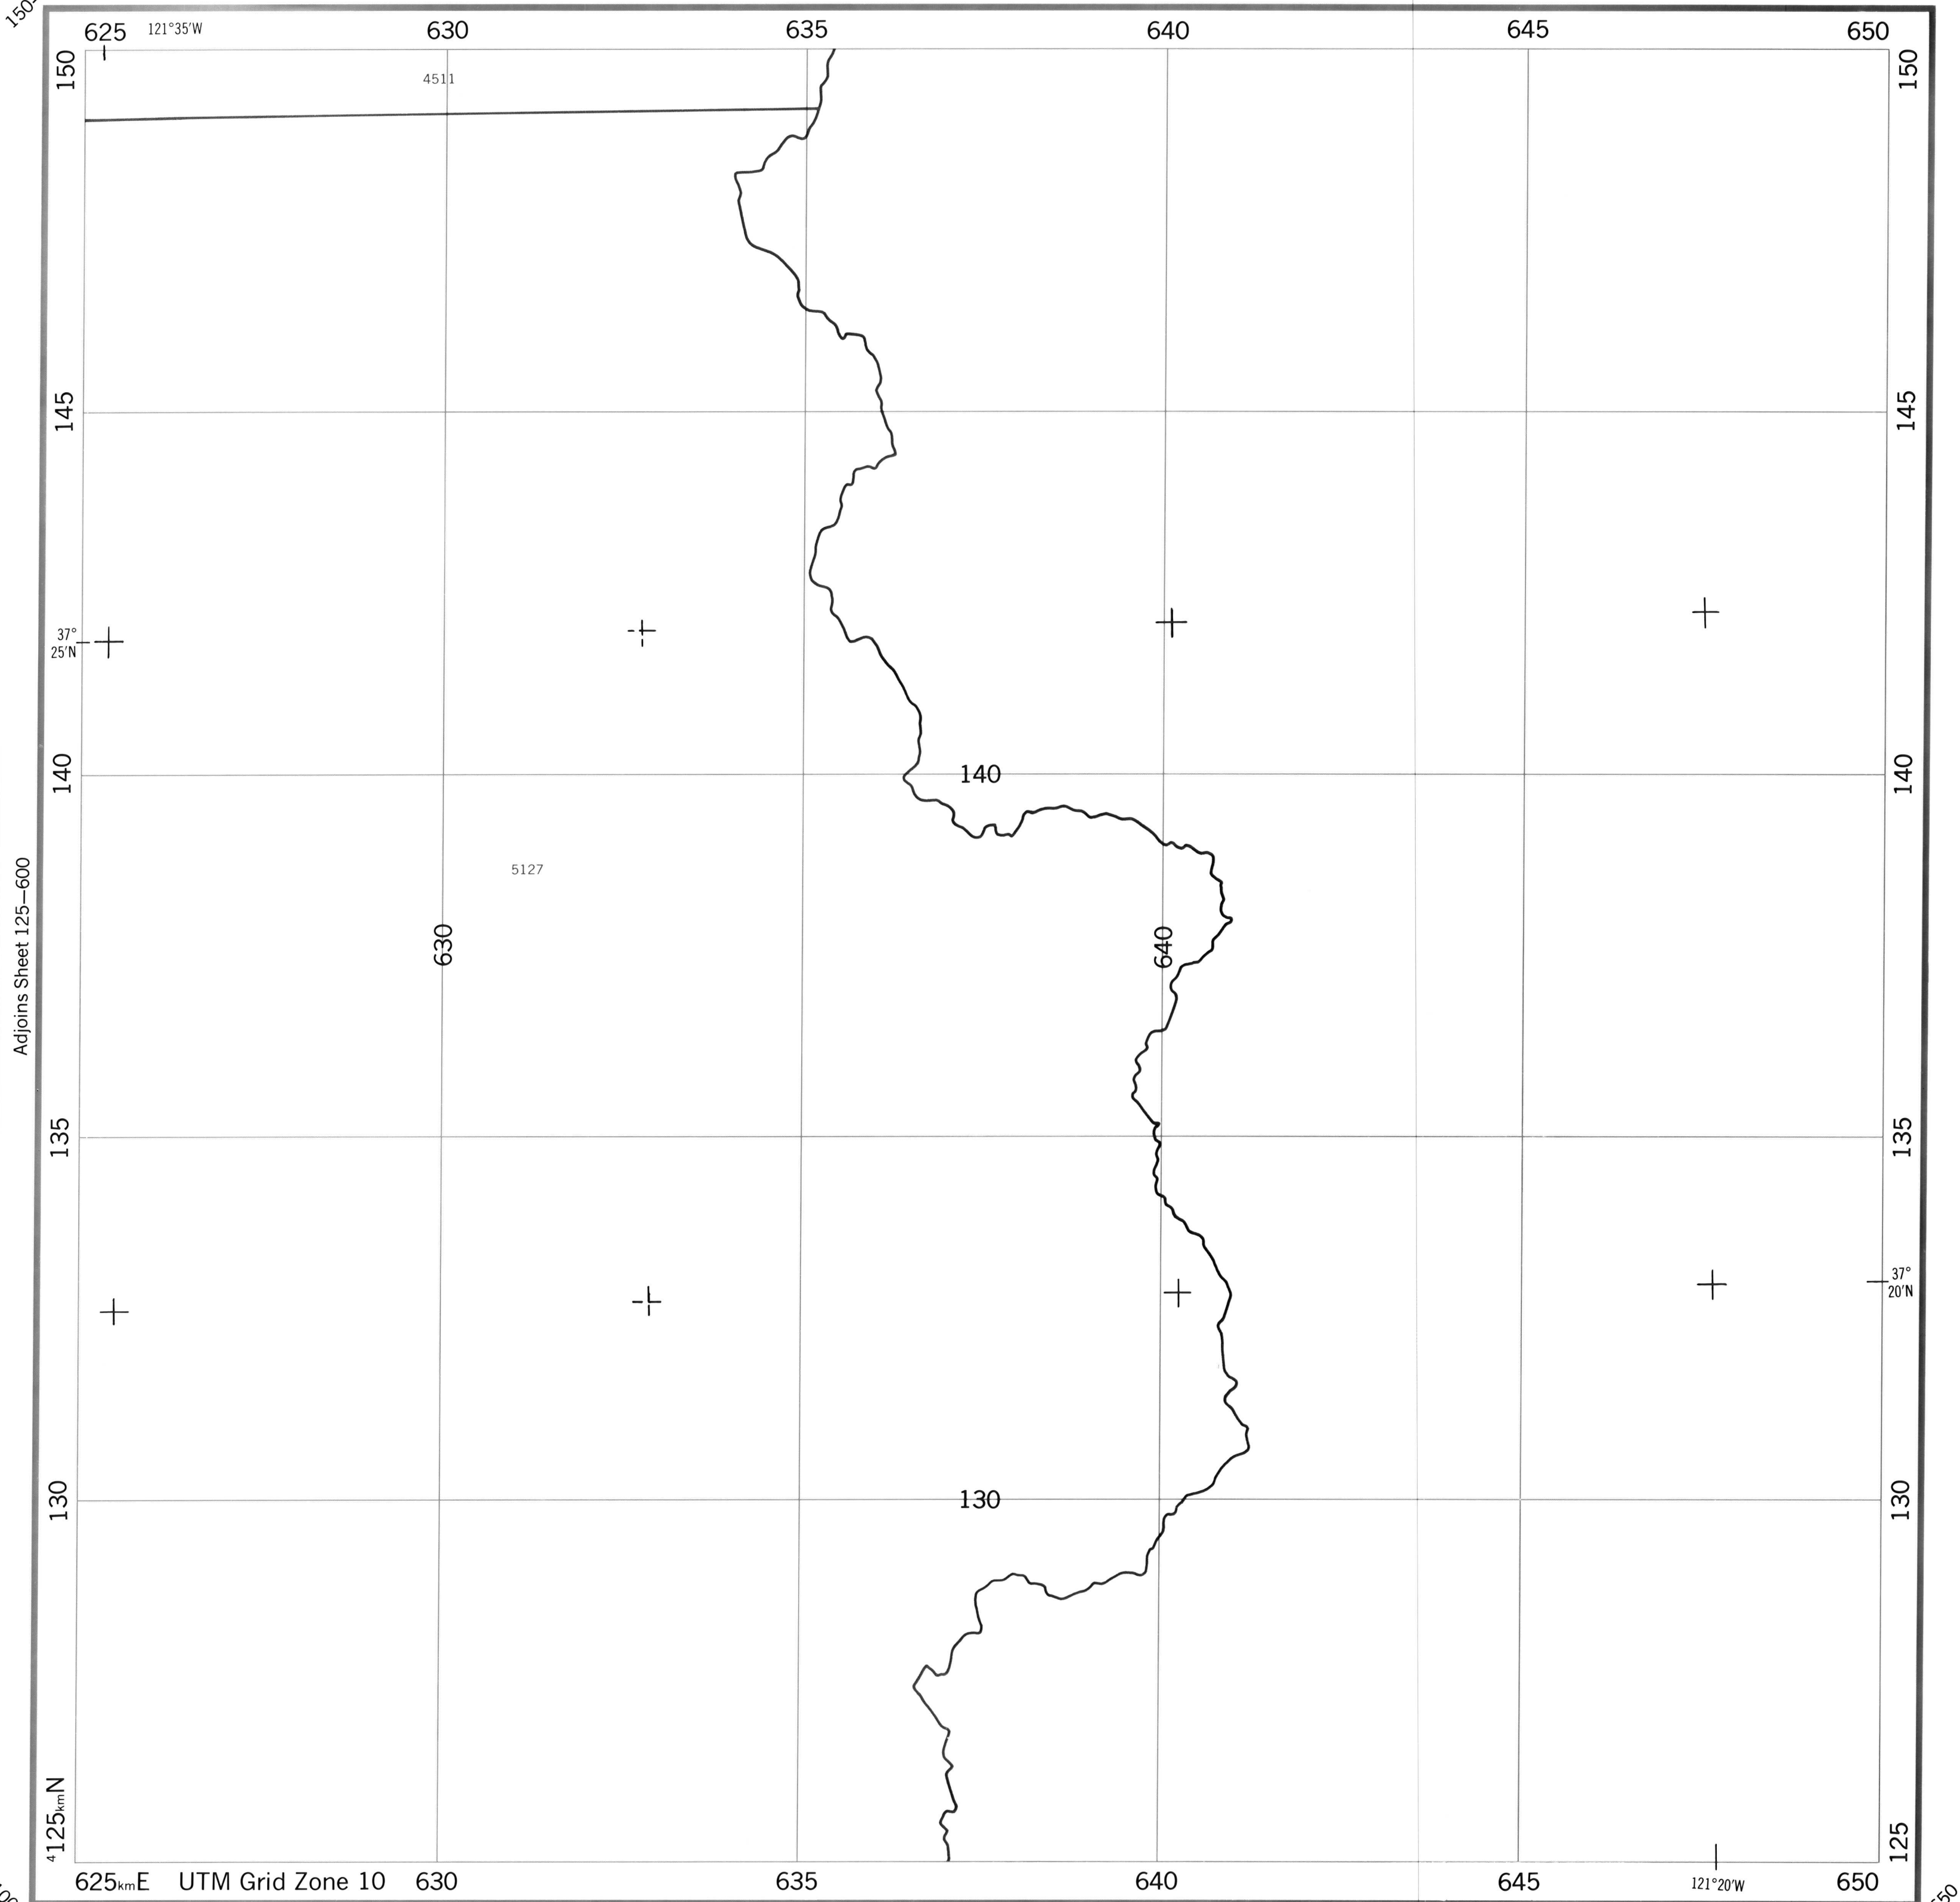 150
625 121°35'W 630 635 640 645 650
150 150
4511
145 145
37°
25'N
140 140 140
Adjoins Sheet 125—600
5127
630 640
135 135
37°
20'N
130 130 130
4125kmN 125
625kmE UTM Grid Zone 10 630 635 640 645 121°20'W 650